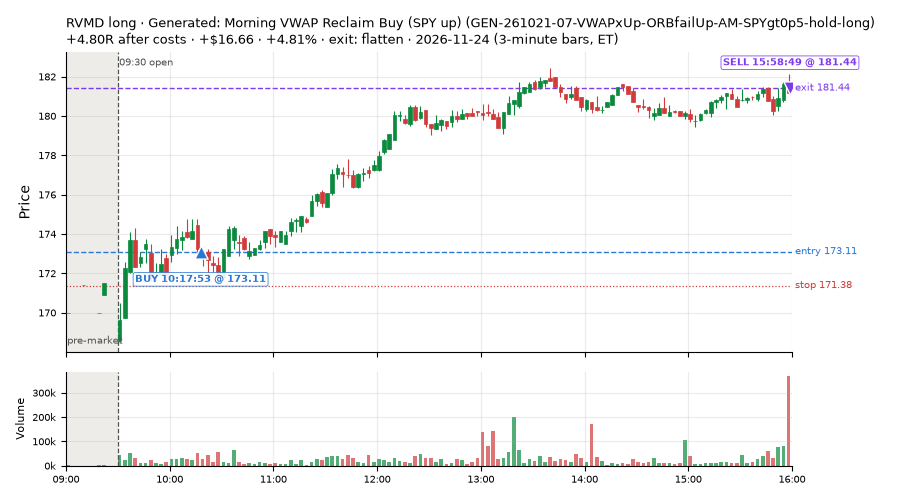 RVMD long · Generated: Morning VWAP Reclaim Buy (SPY up) (GEN-261021-07-VWAPxUp-ORBfailUp-AM-SPYgt0p5-hold-long)
+4.80R after costs · +$16.66 · +4.81% · exit: flatten · 2026-11-24 (3-minute bars, ET)
09:30 open
SELL 15:58:49 @ 181.44
182
exit 181.44
180
178
176
Price
174
entry 173.11
172
BUY 10:17:53 @ 173.11
stop 171.38
170
pre-market
300k
200k
Volume
100k
0k
09:00 10:00 11:00 12:00 13:00 14:00 15:00 16:00